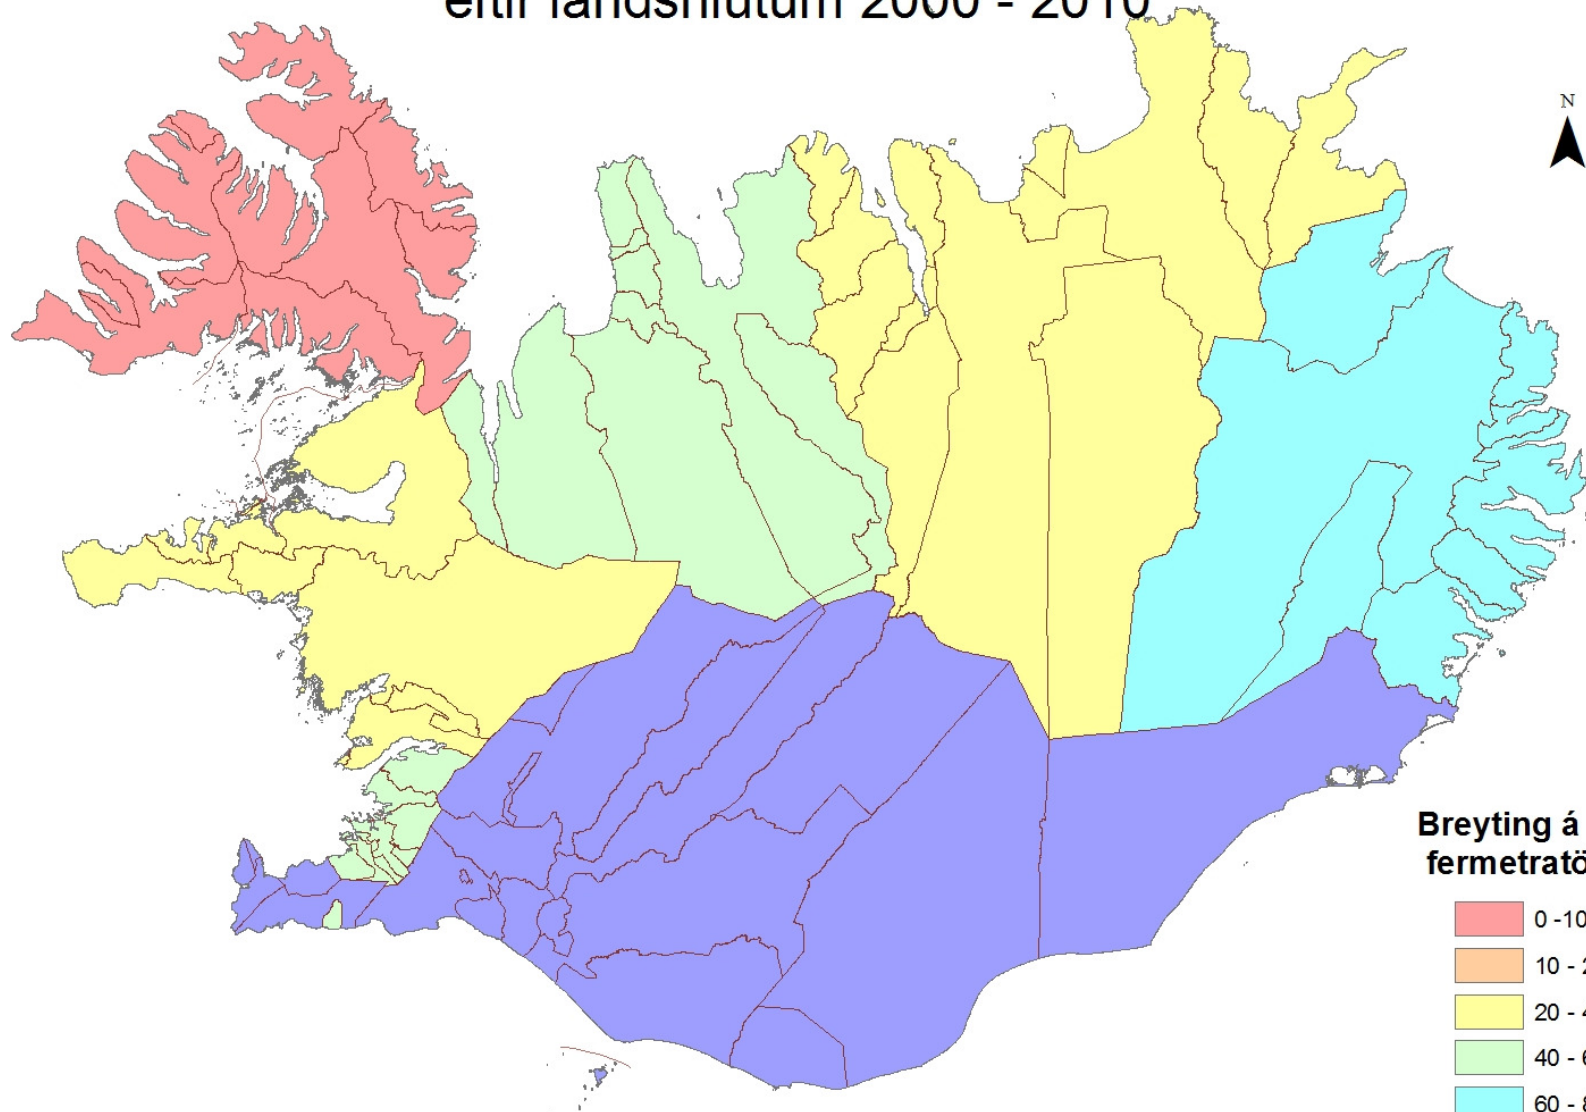 eftir landshlutum 2000 - 2010
N
Breyting á
fermetratö
0 -10
10 - 2
20 - 4
40 - 6
60 - 8